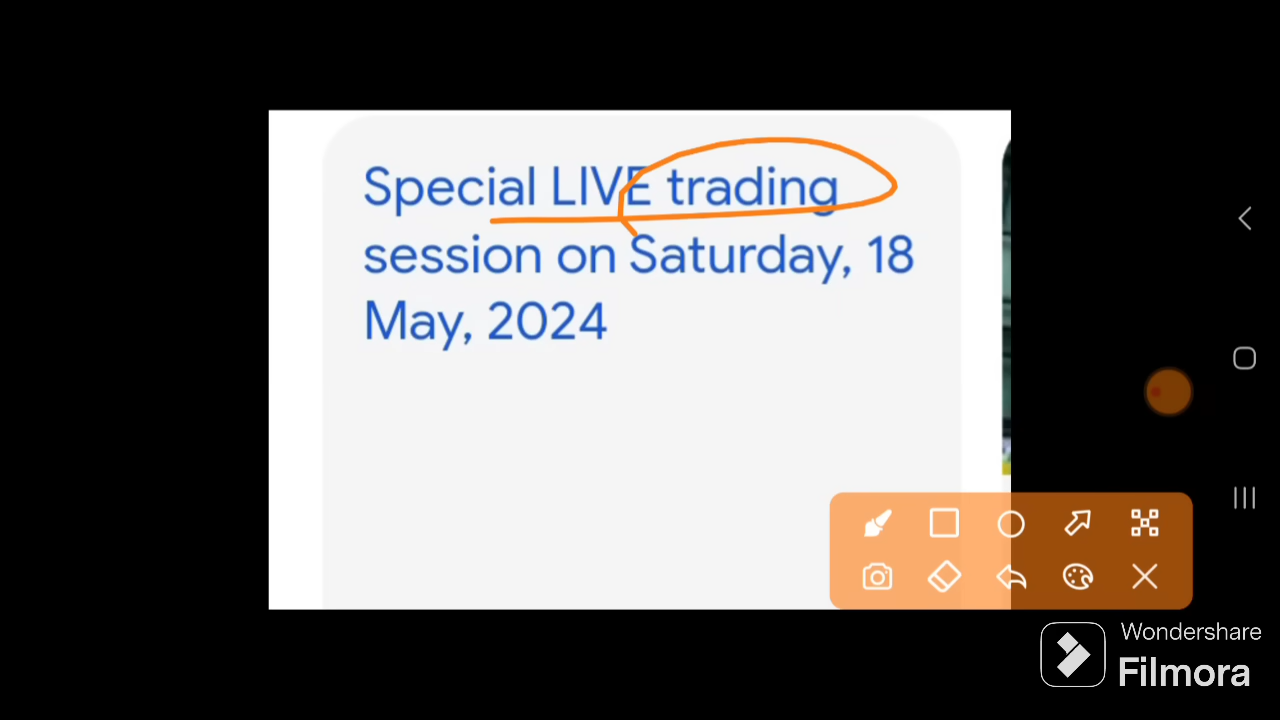 Special LIVE trading
session on Saturday, 18
May, 2024
Wondershare
Filmora